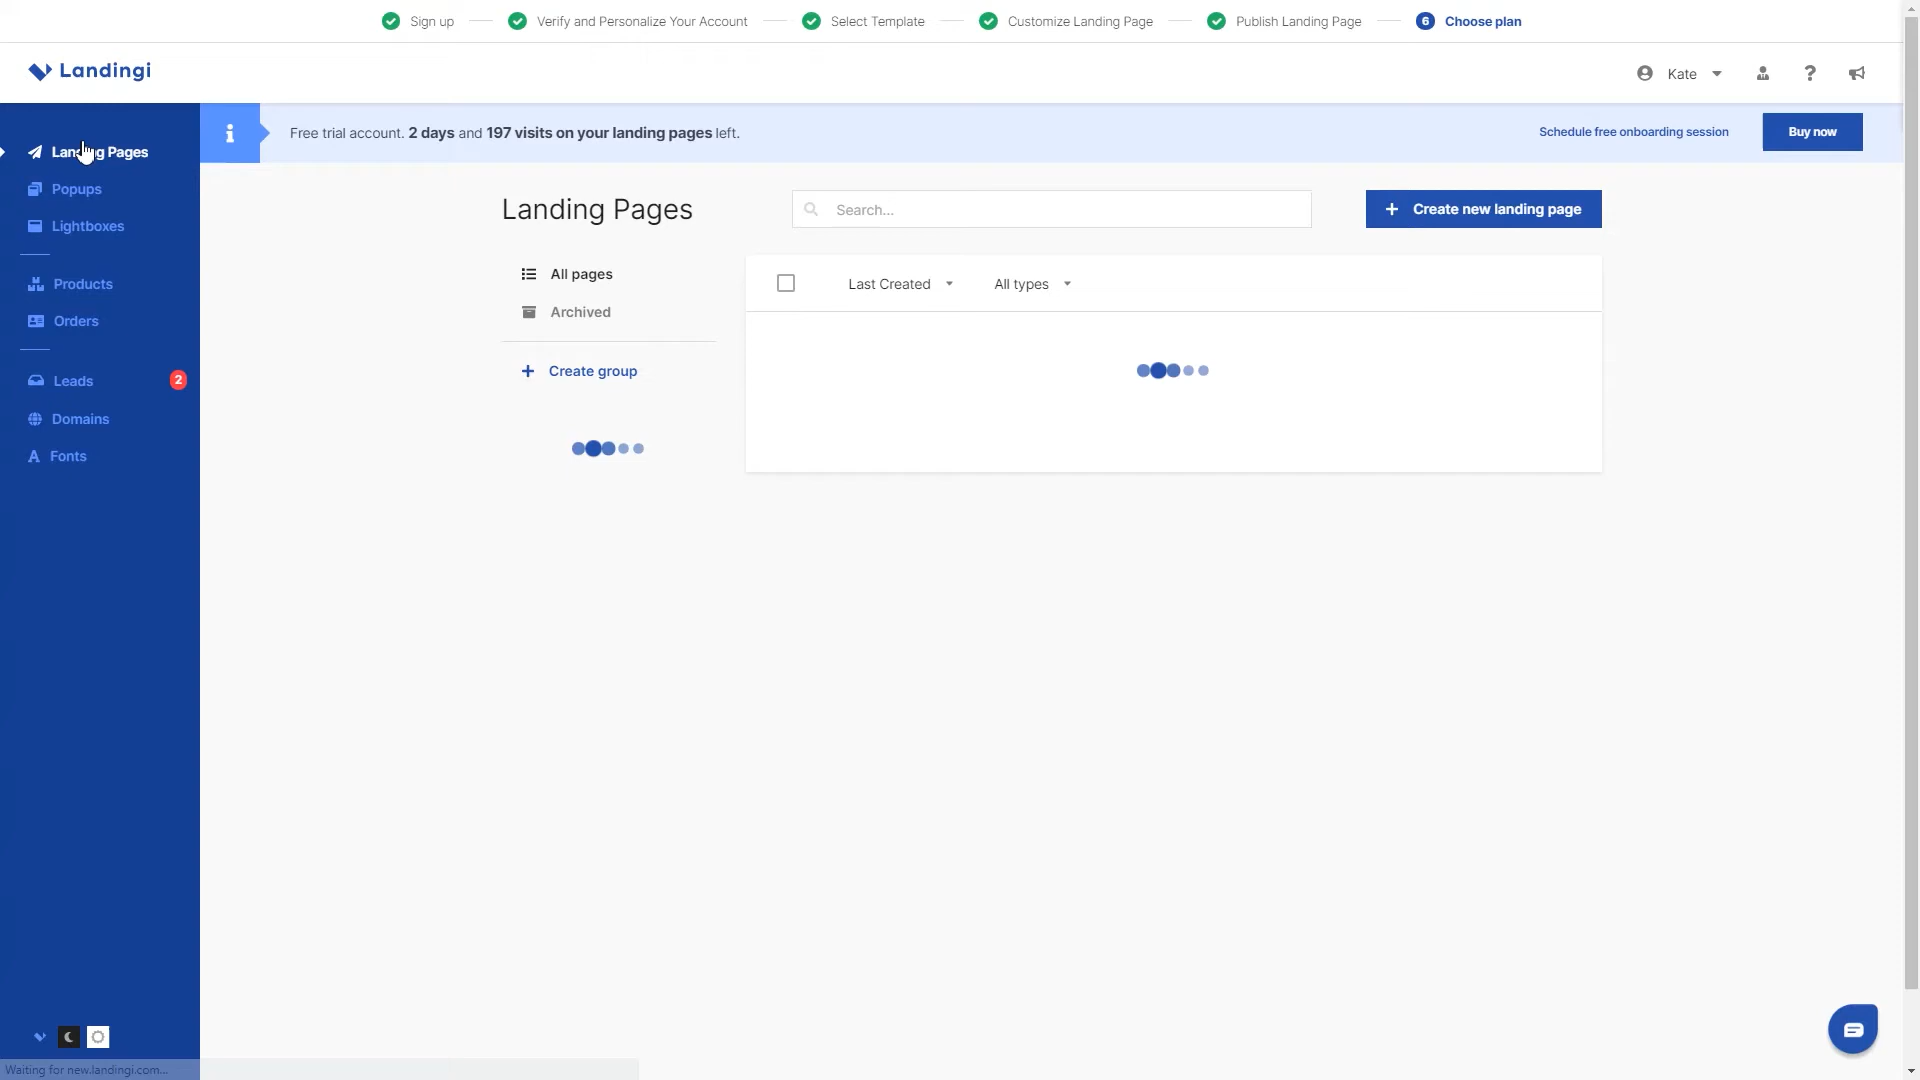 Sign up
Verify and Personalize Your Account
Select Template
Customize Landing Page
Publish Landing Page
6 Choose plan
Landingi
Kate
Landing Pages
Popups
Lightboxes
Products
Orders
Leads 2
Domains
Fonts
Free trial account. 2 days and 197 visits on your landing pages left.
Schedule free onboarding session
Buy now
Landing Pages
Search...
Create new landing page
All pages
Archived
Create group
Last Created
All types
Waiting for new.landingi.com...